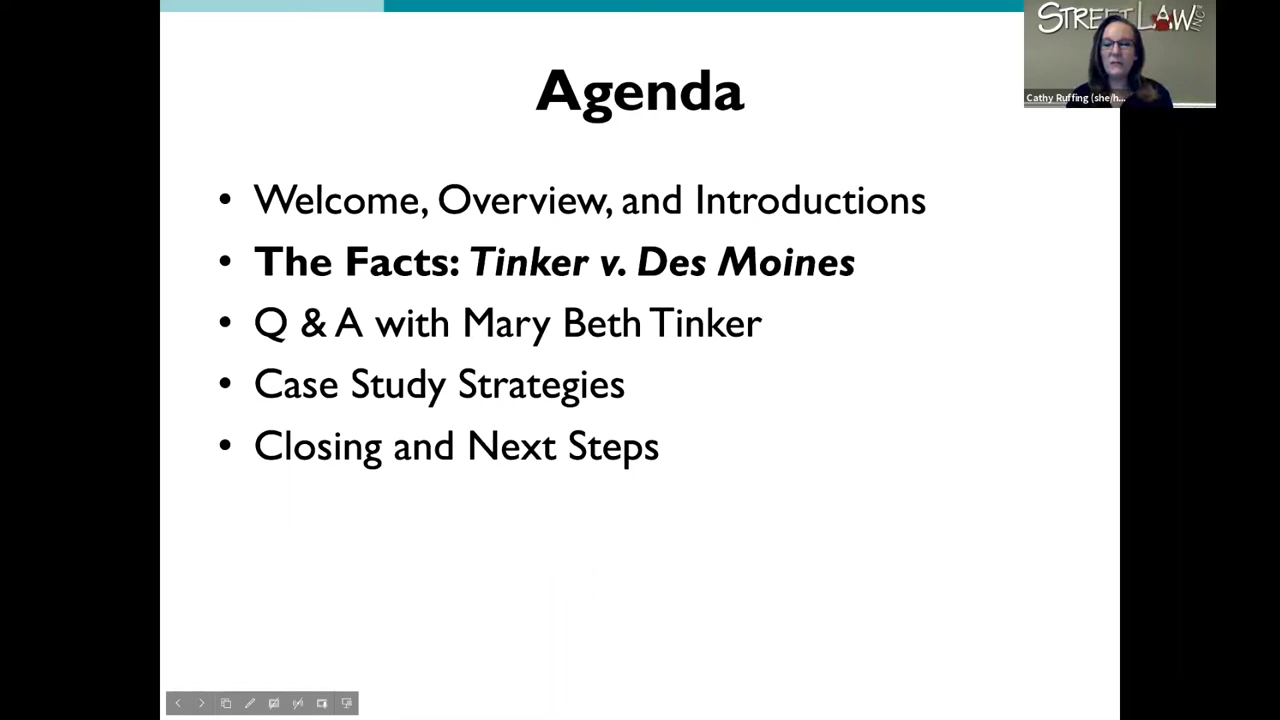 Agenda
• Welcome, Overview, and Introductions
• The Facts: Tinker v. Des Moines
• Q & A with Mary Beth Tinker
• Case Study Strategies
• Closing and Next Steps
STREET LAW INC
Cathy Ruffing (she/h...